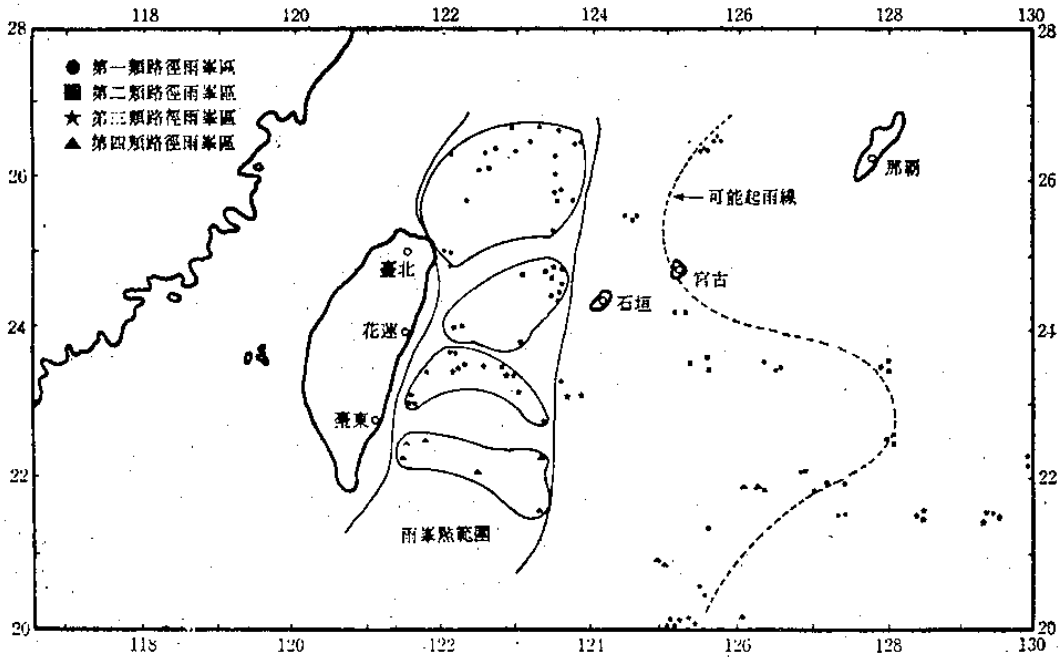 118 120 122 124 126 128 130
28 28
● 第一類路徑雨峯區
■ 第二類路徑雨峯區
★ 第三類路徑雨峯區
▲ 第四類路徑雨峯區
那霸
26 26
可能起雨線
臺北
宮古
石垣
花蓮
24 24
臺東
22 22
雨峯點範圍
20 20
118 120 122 121 126 128 130